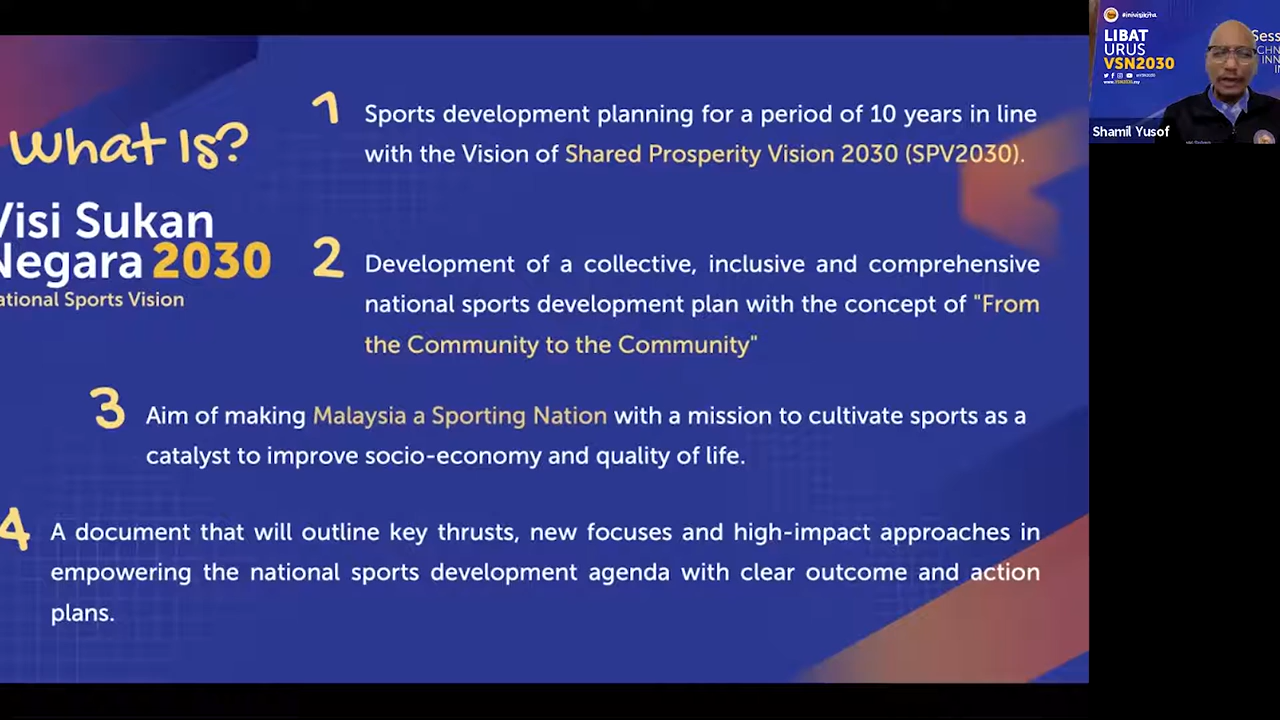 What Is?
Visi Sukan
Negara 2030
ational Sports Vision
1
Sports development planning for a period of 10 years in line
with the Vision of Shared Prosperity Vision 2030 (SPV2030).
2
Development of a collective, inclusive and comprehensive
national sports development plan with the concept of "From
the Community to the Community"
3
Aim of making Malaysia a Sporting Nation with a mission to cultivate sports as a
catalyst to improve socio-economy and quality of life.
4
A document that will outline key thrusts, new focuses and high-impact approaches in
empowering the national sports development agenda with clear outcome and action
plans.
LIBAT
URUS
VSN2030
Sess
Shamil Yusof